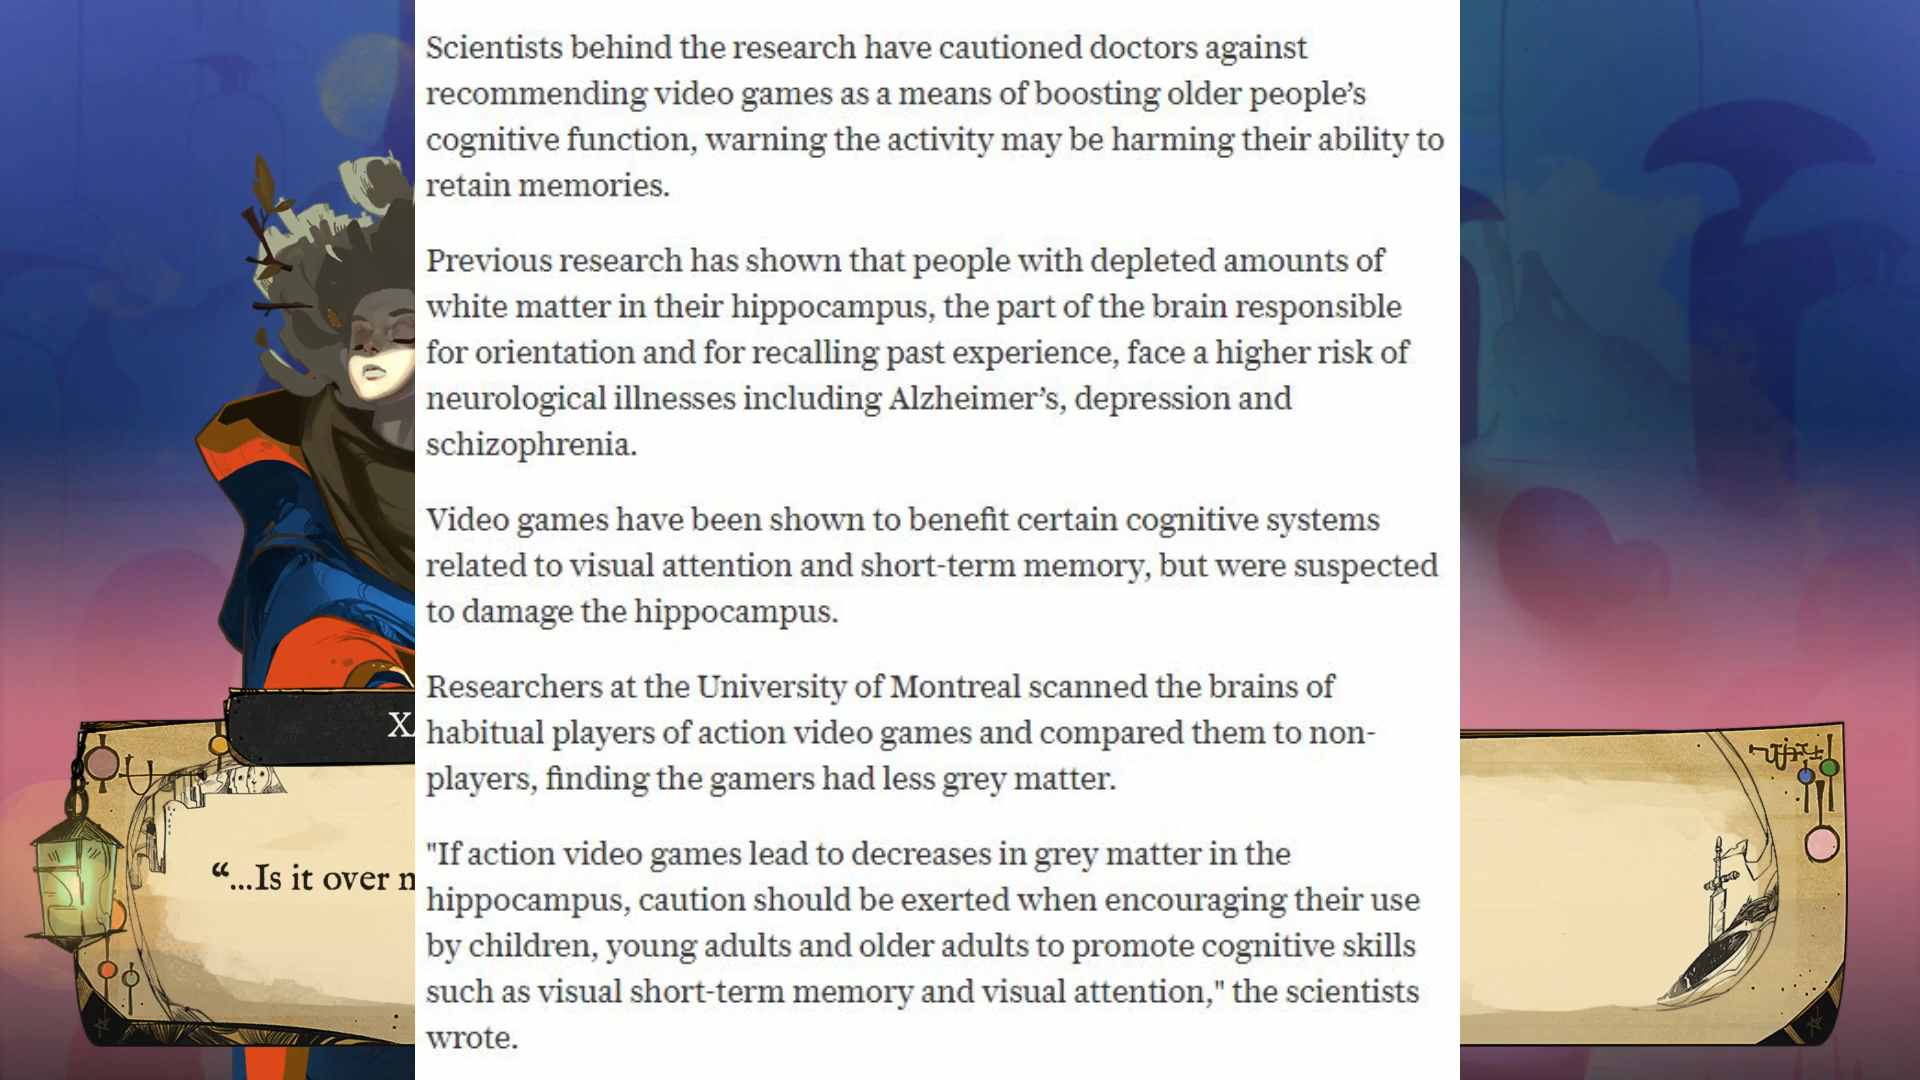 Scientists behind the research have cautioned doctors against
recommending video games as a means of boosting older people’s
cognitive function, warning the activity may be harming their ability to
retain memories.
Previous research has shown that people with depleted amounts of
white matter in their hippocampus, the part of the brain responsible
for orientation and for recalling past experience, face a higher risk of
neurological illnesses including Alzheimer’s, depression and
schizophrenia.
Video games have been shown to benefit certain cognitive systems
related to visual attention and short-term memory, but were suspected
to damage the hippocampus.
Researchers at the University of Montreal scanned the brains of
habitual players of action video games and compared them to non-
players, finding the gamers had less grey matter.
"If action video games lead to decreases in grey matter in the
hippocampus, caution should be exerted when encouraging their use
by children, young adults and older adults to promote cognitive skills
such as visual short-term memory and visual attention," the scientists
wrote.
“...Is it over